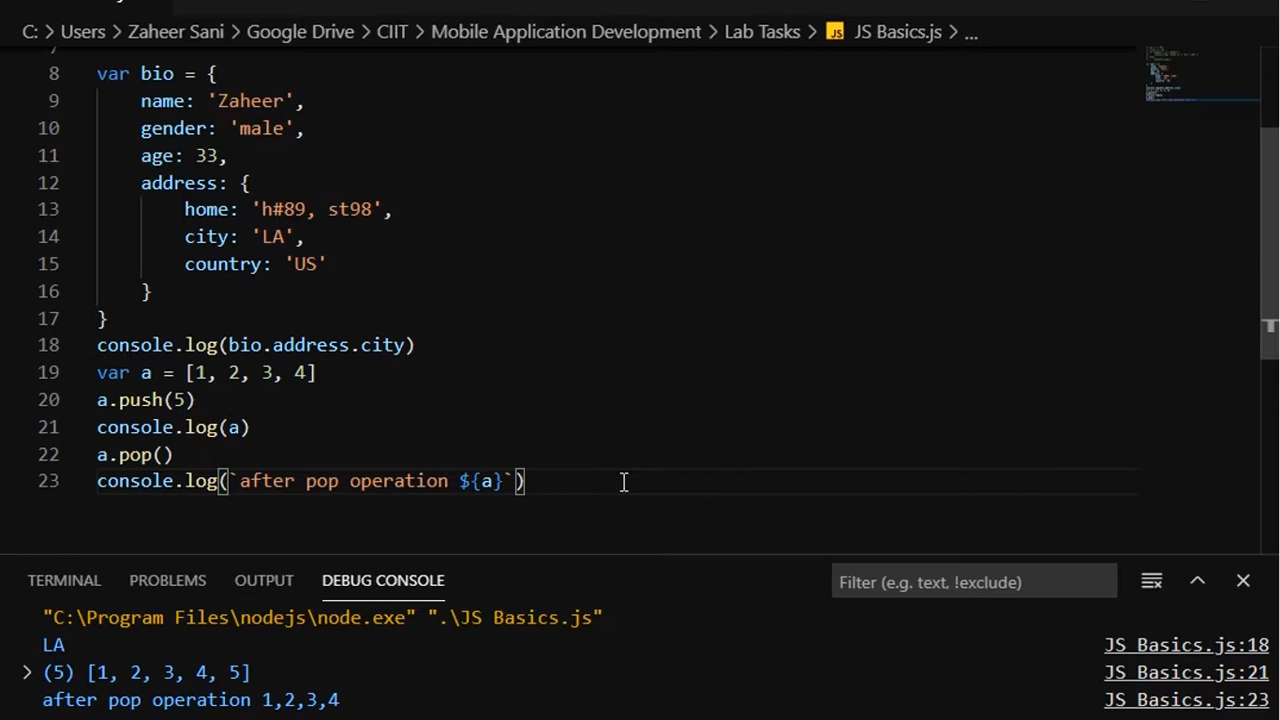 C: > Users > Zaheer Sani > Google Drive > CIIT > Mobile Application Development > Lab Tasks > JS JS Basics.js > ...
8 var bio = {
9 name: 'Zaheer',
10 gender: 'male',
11 age: 33,
12 address: {
13 home: 'h#89, st98',
14 city: 'LA',
15 country: 'US'
16 }
17 }
18 console.log(bio.address.city)
19 var a = [1, 2, 3, 4]
20 a.push(5)
21 console.log(a)
22 a.pop()
23 console.log(`after pop operation ${a}`)
TERMINAL PROBLEMS OUTPUT DEBUG CONSOLE Filter (e.g. text, !exclude)
"C:\Program Files\nodejs\node.exe" ".\JS Basics.js"
LA JS Basics.js:18
> (5) [1, 2, 3, 4, 5] JS Basics.js:21
after pop operation 1,2,3,4 JS Basics.js:23